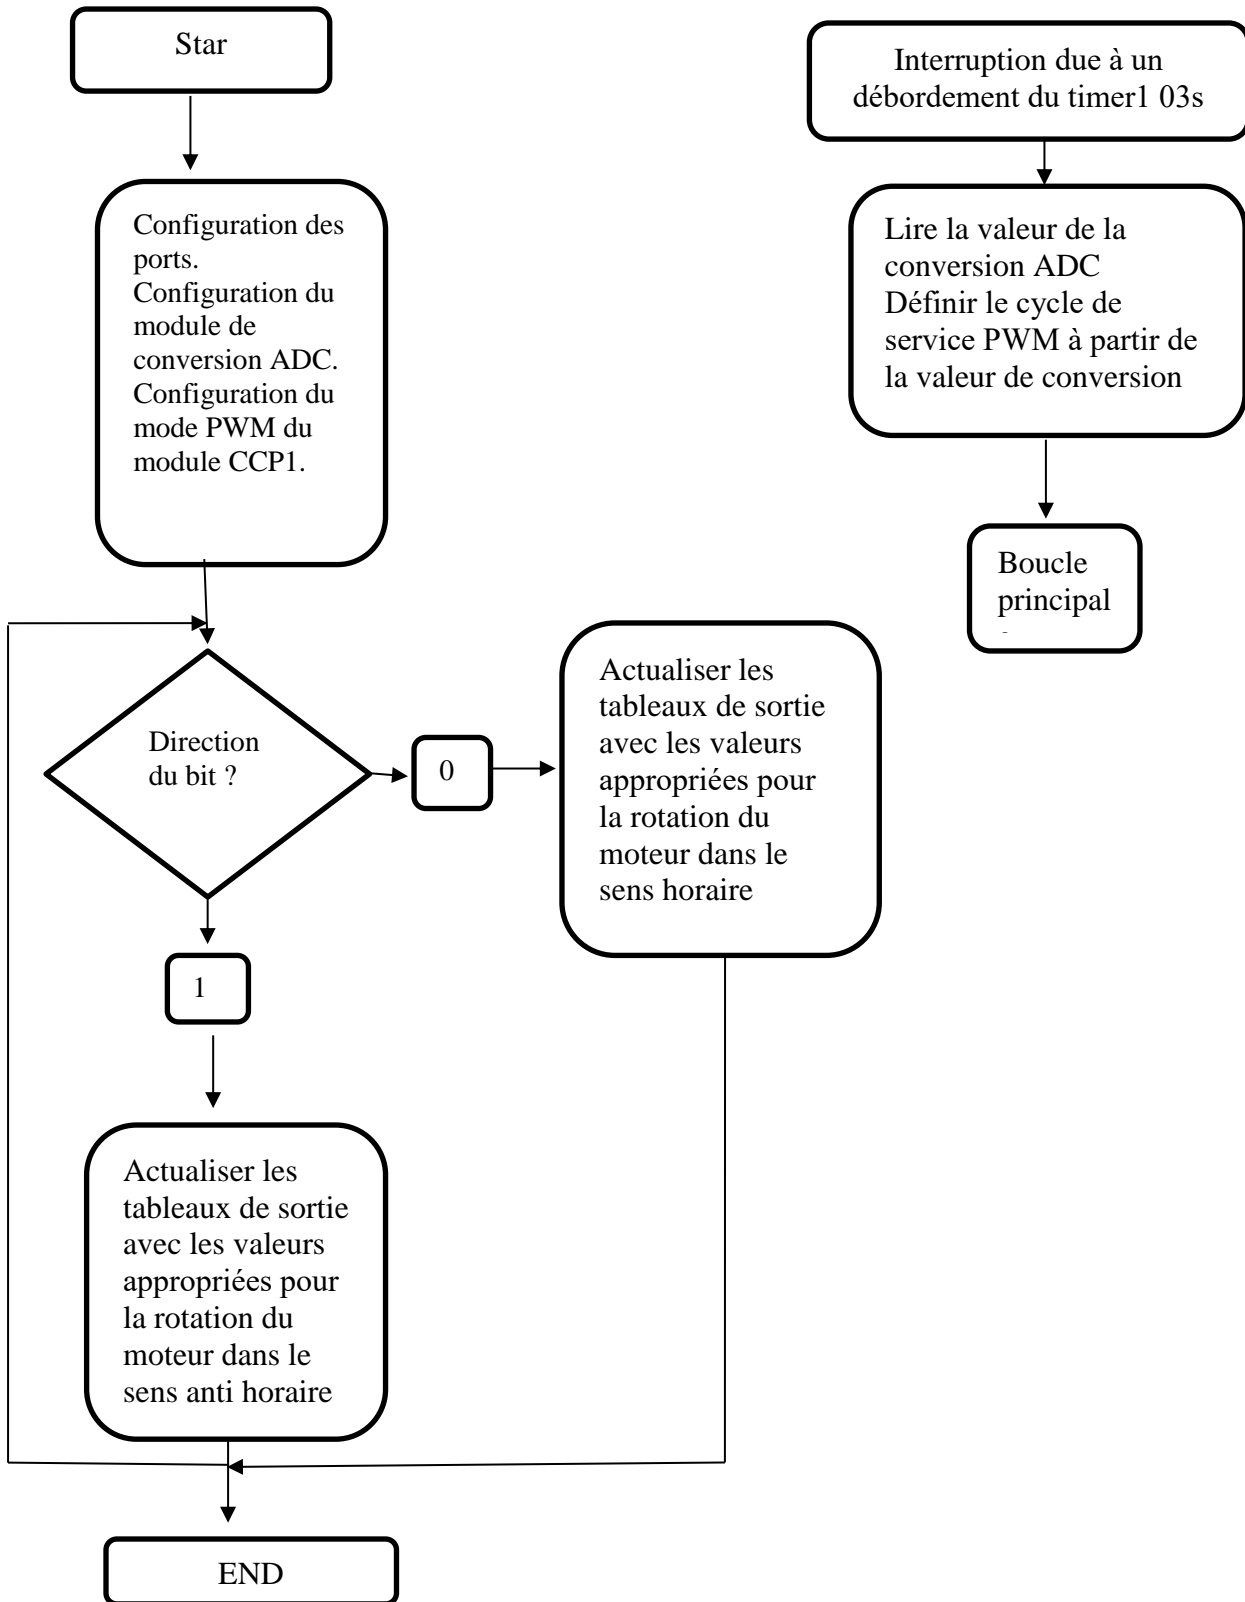 Star
Configuration des
ports.
Configuration du
module de
conversion ADC.
Configuration du
mode PWM du
module CCP1.
Direction
du bit ?
0
Actualiser les
tableaux de sortie
avec les valeurs
appropriées pour
la rotation du
moteur dans le
sens horaire
1
Actualiser les
tableaux de sortie
avec les valeurs
appropriées pour
la rotation du
moteur dans le
sens anti horaire
END
Interruption due à un
débordement du timer1 03s
Lire la valeur de la
conversion ADC
Définir le cycle de
service PWM à partir de
la valeur de conversion
Boucle
principal